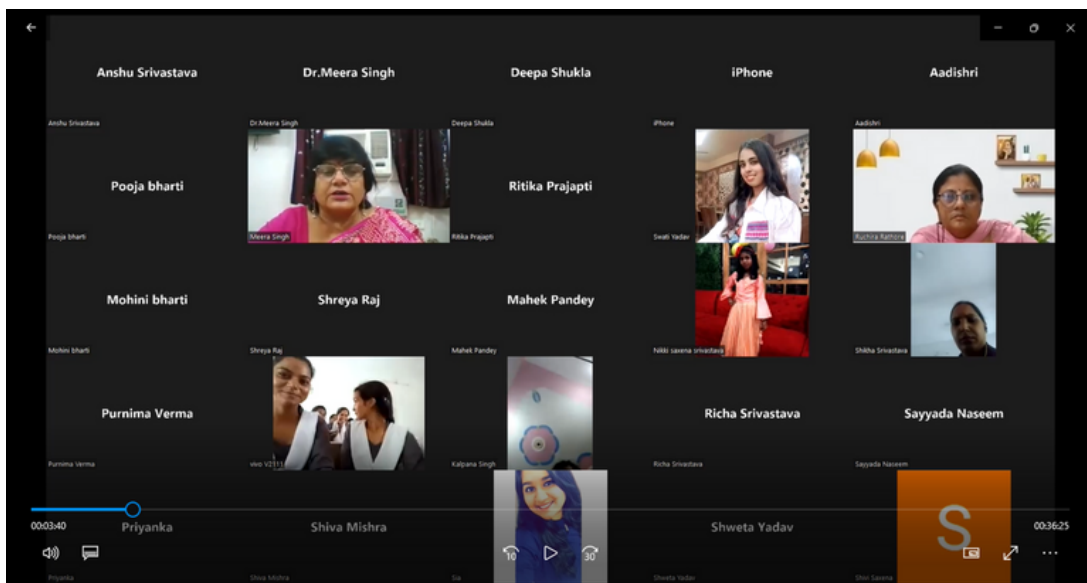 Anshu Srivastava Dr.Meera Singh Deepa Shukla iPhone Aadishri
Anshu Srivastava Dr.Meera Singh Deepa Shukla iPhone Aadishri
Pooja bharti Ritika Prajapti
Pooja bharti Meera Singh Ritika Prajapti Swati Yadav Ruchira Rathore
Mohini bharti Shreya Raj Mahek Pandey
Mohini bharti Shreya Raj Mahek Pandey Nikki saxena srivastava Shikha Srivastava
Purnima Verma Richa Srivastava Sayyada Naseem
Purnima Verma vivo V2111 Kalpana Singh Richa Srivastava Sayyada Naseem
00:03:40 Priyanka Shiva Mishra Shweta Yadav S 00:36:25
10 30
Priyanka Shiva Mishra Sia Shweta Yadav Shiri Saxena